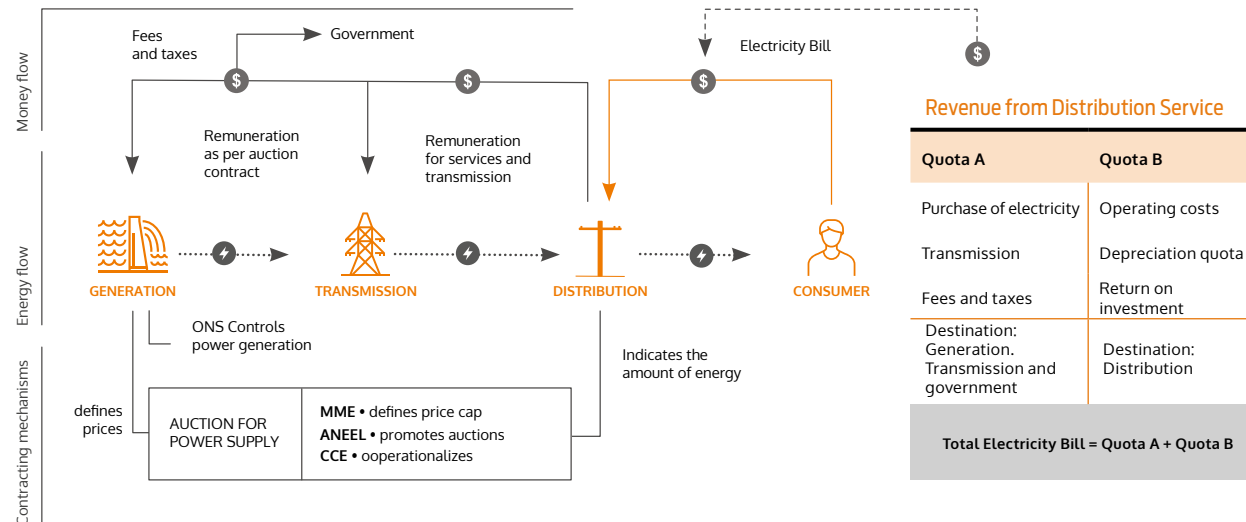 Money flow
Fees
and taxes
Government
$
$
Electricity Bill
$
$
Remuneration
as per auction
contract
Remuneration
for services and
transmission
Energy flow
GENERATION
TRANSMISSION
DISTRIBUTION
CONSUMER
ONS Controls
power generation
Indicates the
amount of energy
Contracting mechanisms
defines
prices
AUCTION FOR
POWER SUPPLY
MME • defines price cap
ANEEL • promotes auctions
CCE • ooperationalizes
Revenue from Distribution Service
Quota A
Quota B
Purchase of electricity
Operating costs
Transmission
Depreciation quota
Fees and taxes
Return on
investment
Destination:
Generation.
Transmission and
government
Destination:
Distribution
Total Electricity Bill = Quota A + Quota B